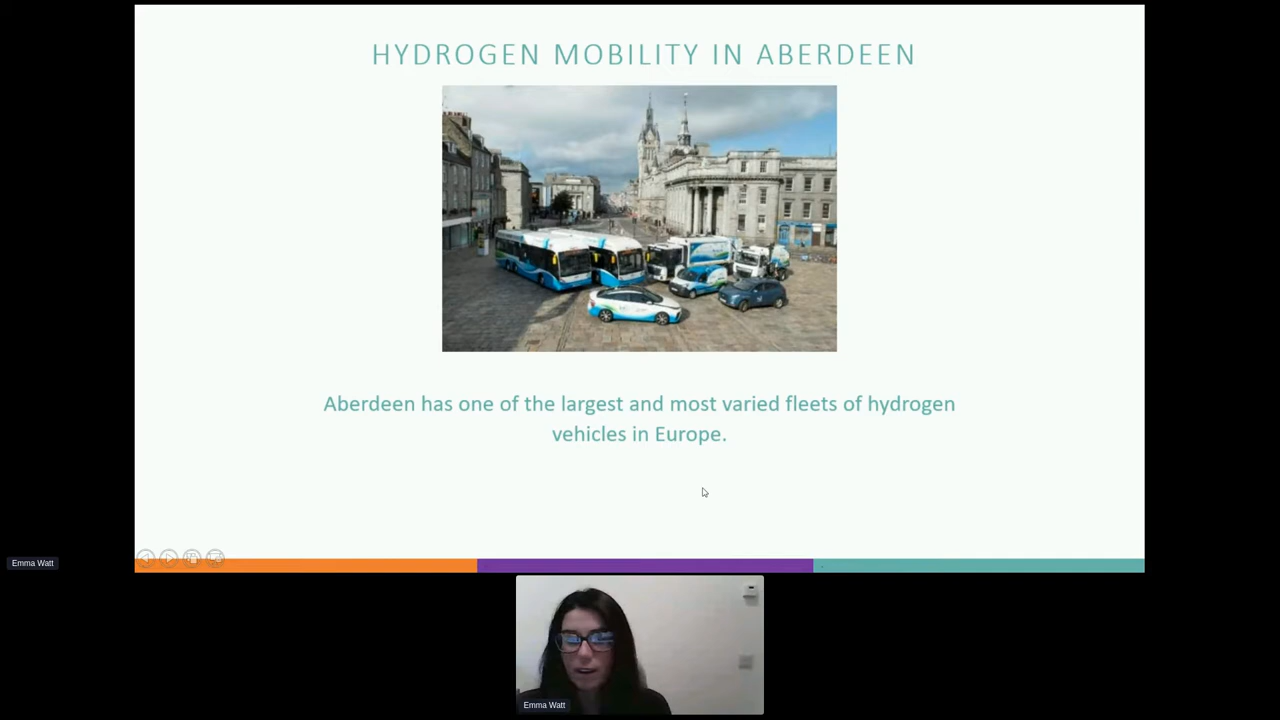 HYDROGEN MOBILITY IN ABERDEEN
Aberdeen has one of the largest and most varied fleets of hydrogen
vehicles in Europe.
Emma Watt
Emma Watt